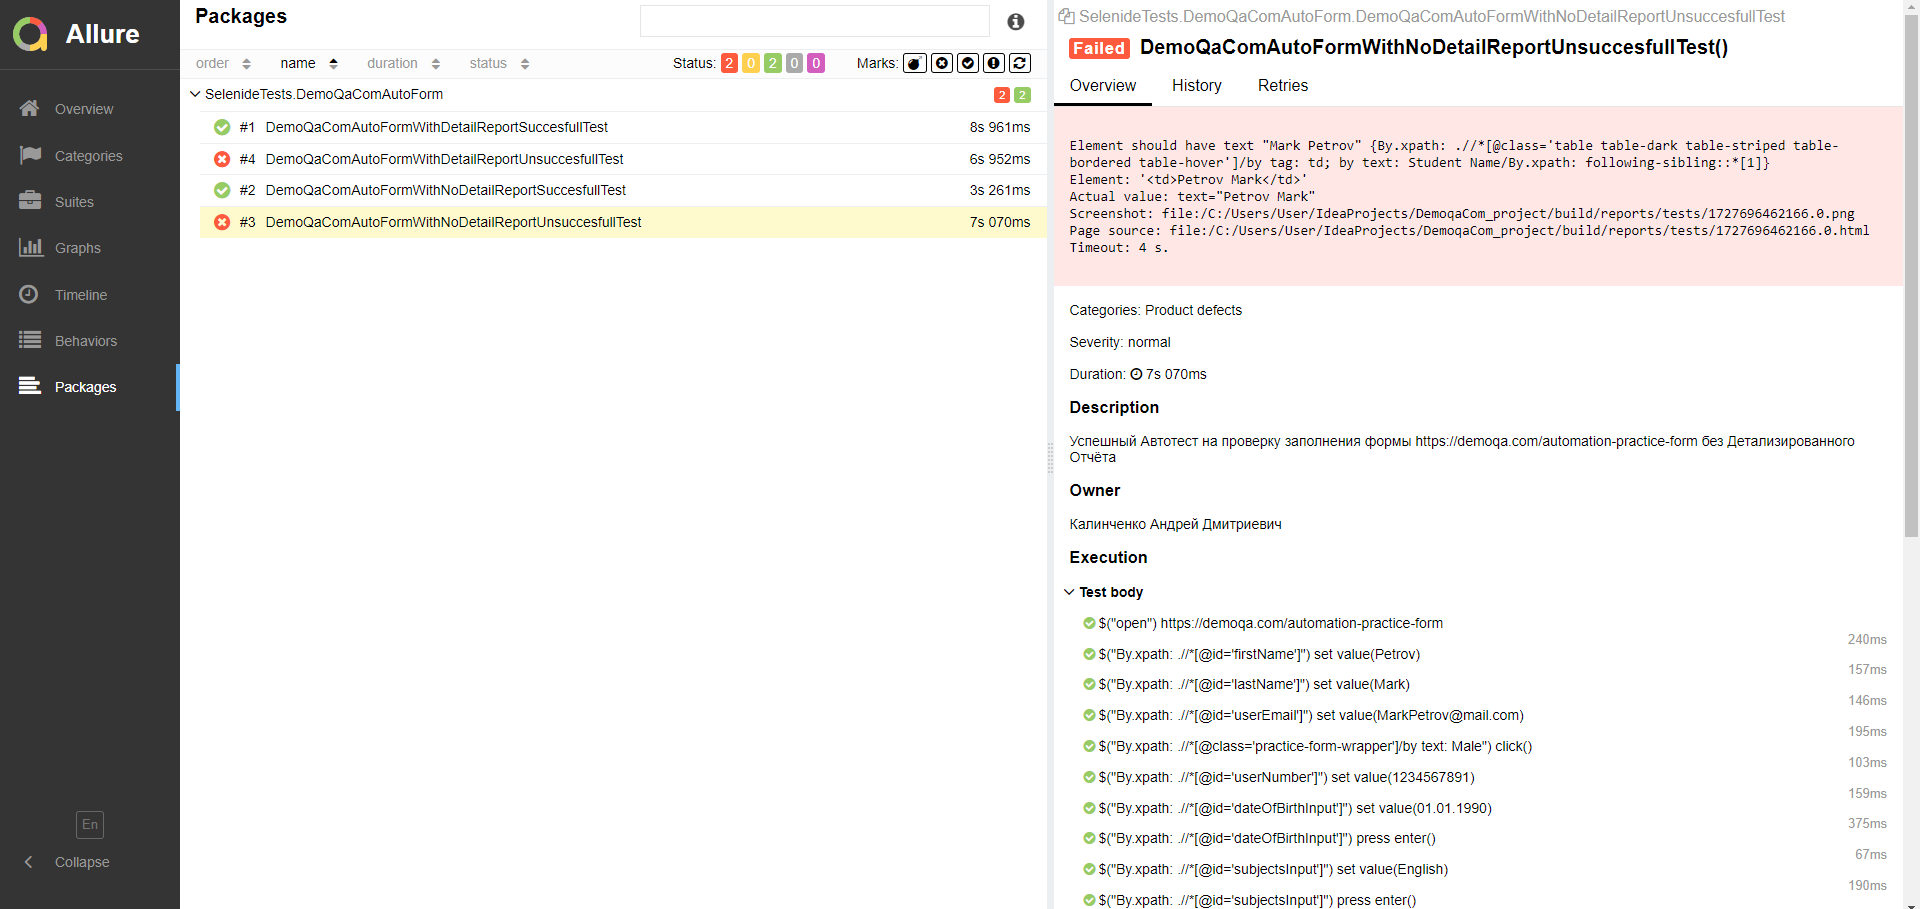 Allure
Overview
Categories
Suites
Graphs
Timeline
Behaviors
Packages
En
Collapse
Packages
order name duration status Status: 2 0 2 0 0 Marks:
SelenideTests.DemoQaComAutoForm 2 2
#1 DemoQaComAutoFormWithDetailReportSuccesfullTest 8s 961ms
#4 DemoQaComAutoFormWithDetailReportUnsuccesfullTest 6s 952ms
#2 DemoQaComAutoFormWithNoDetailReportSuccesfullTest 3s 261ms
#3 DemoQaComAutoFormWithNoDetailReportUnsuccesfullTest 7s 070ms
SelenideTests.DemoQaComAutoForm.DemoQaComAutoFormWithNoDetailReportUnsuccesfullTest
Failed DemoQaComAutoFormWithNoDetailReportUnsuccesfullTest()
Overview History Retries
Element should have text "Mark Petrov" {By.xpath: .//*[@class='table table-dark table-striped table-
bordered table-hover']/by tag: td; by text: Student Name/By.xpath: following-sibling::*[1]}
Element: '<td>Petrov Mark</td>'
Actual value: text="Petrov Mark"
Screenshot: file:/C:/Users/User/IdeaProjects/DemoqaCom_project/build/reports/tests/1727696462166.0.png
Page source: file:/C:/Users/User/IdeaProjects/DemoqaCom_project/build/reports/tests/1727696462166.0.html
Timeout: 4 s.
Categories: Product defects
Severity: normal
Duration: 7s 070ms
Description
Успешный Автотест на проверку заполнения формы https://demoqa.com/automation-practice-form без Детализированного
Отчёта
Owner
Калинченко Андрей Дмитриевич
Execution
Test body
$("open") https://demoqa.com/automation-practice-form
240ms
$("By.xpath: .//*[@id='firstName']") set value(Petrov)
157ms
$("By.xpath: .//*[@id='lastName']") set value(Mark)
146ms
$("By.xpath: .//*[@id='userEmail']") set value(MarkPetrov@mail.com)
195ms
$("By.xpath: .//*[@class='practice-form-wrapper']/by text: Male") click()
103ms
$("By.xpath: .//*[@id='userNumber']") set value(1234567891)
159ms
$("By.xpath: .//*[@id='dateOfBirthInput']") set value(01.01.1990)
375ms
$("By.xpath: .//*[@id='dateOfBirthInput']") press enter()
67ms
$("By.xpath: .//*[@id='subjectsInput']") set value(English)
190ms
$("By.xpath: .//*[@id='subjectsInput']") press enter()